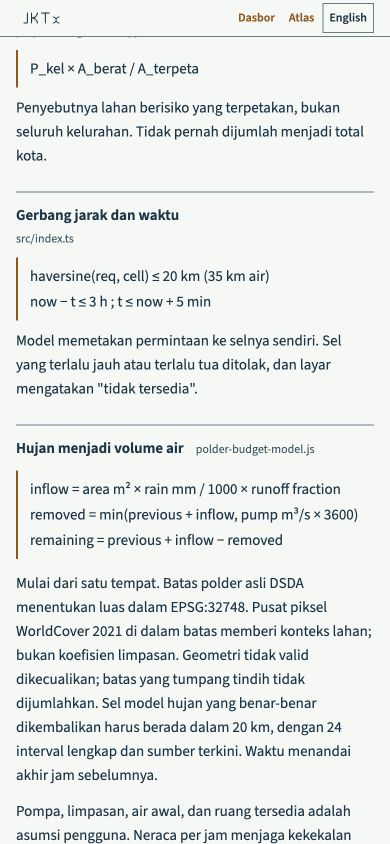 JKTx
Dasbor
Atlas
English
P_kel × A_berat / A_terpeta
Penyebutnya lahan berisiko yang terpetakan, bukan
seluruh kelurahan. Tidak pernah dijumlah menjadi total
kota.
Gerbang jarak dan waktu
src/index.ts
haversine(req, cell) ≤ 20 km (35 km air)
now − t ≤ 3 h ; t ≤ now + 5 min
Model memetakan permintaan ke selnya sendiri. Sel
yang terlalu jauh atau terlalu tua ditolak, dan layar
mengatakan "tidak tersedia".
Hujan menjadi volume air polder-budget-model.js
inflow = area m² × rain mm / 1000 × runoff fraction
removed = min(previous + inflow, pump m³/s × 3600)
remaining = previous + inflow − removed
Mulai dari satu tempat. Batas polder asli DSDA
menentukan luas dalam EPSG:32748. Pusat piksel
WorldCover 2021 di dalam batas memberi konteks lahan;
bukan koefisien limpasan. Geometri tidak valid
dikecualikan; batas yang tumpang tindih tidak
dijumlahkan. Sel model hujan yang benar-benar
dikembalikan harus berada dalam 20 km, dengan 24
interval lengkap dan sumber terkini. Waktu menandai
akhir jam sebelumnya.
Pompa, limpasan, air awal, dan ruang tersedia adalah
asumsi pengguna. Neraca per jam menjaga kekekalan